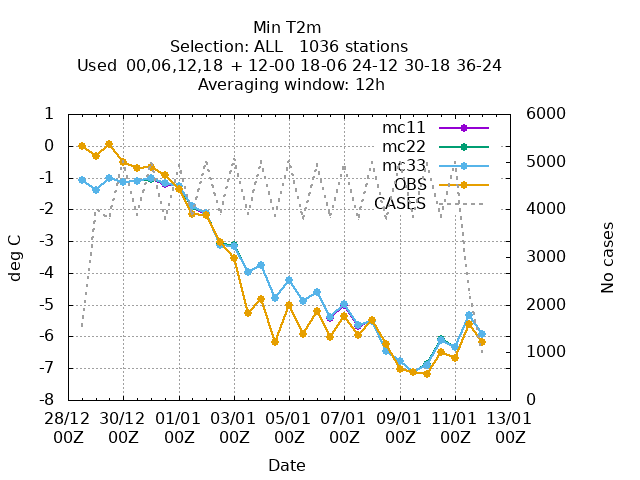 Min T2m
Selection: ALL   1036 stations
Used  00,06,12,18  + 12-00 18-06 24-12 30-18 36-24
Averaging window: 12h
1
0
-1
-2
-3
-4
-5
-6
-7
-8
deg C
6000
5000
4000
3000
2000
1000
0
No cases
mc11
mc22
mc33
OBS
CASES
28/12 30/12 01/01 03/01 05/01 07/01 09/01 11/01 13/01
00Z 00Z 00Z 00Z 00Z 00Z 00Z 00Z 00Z
Date